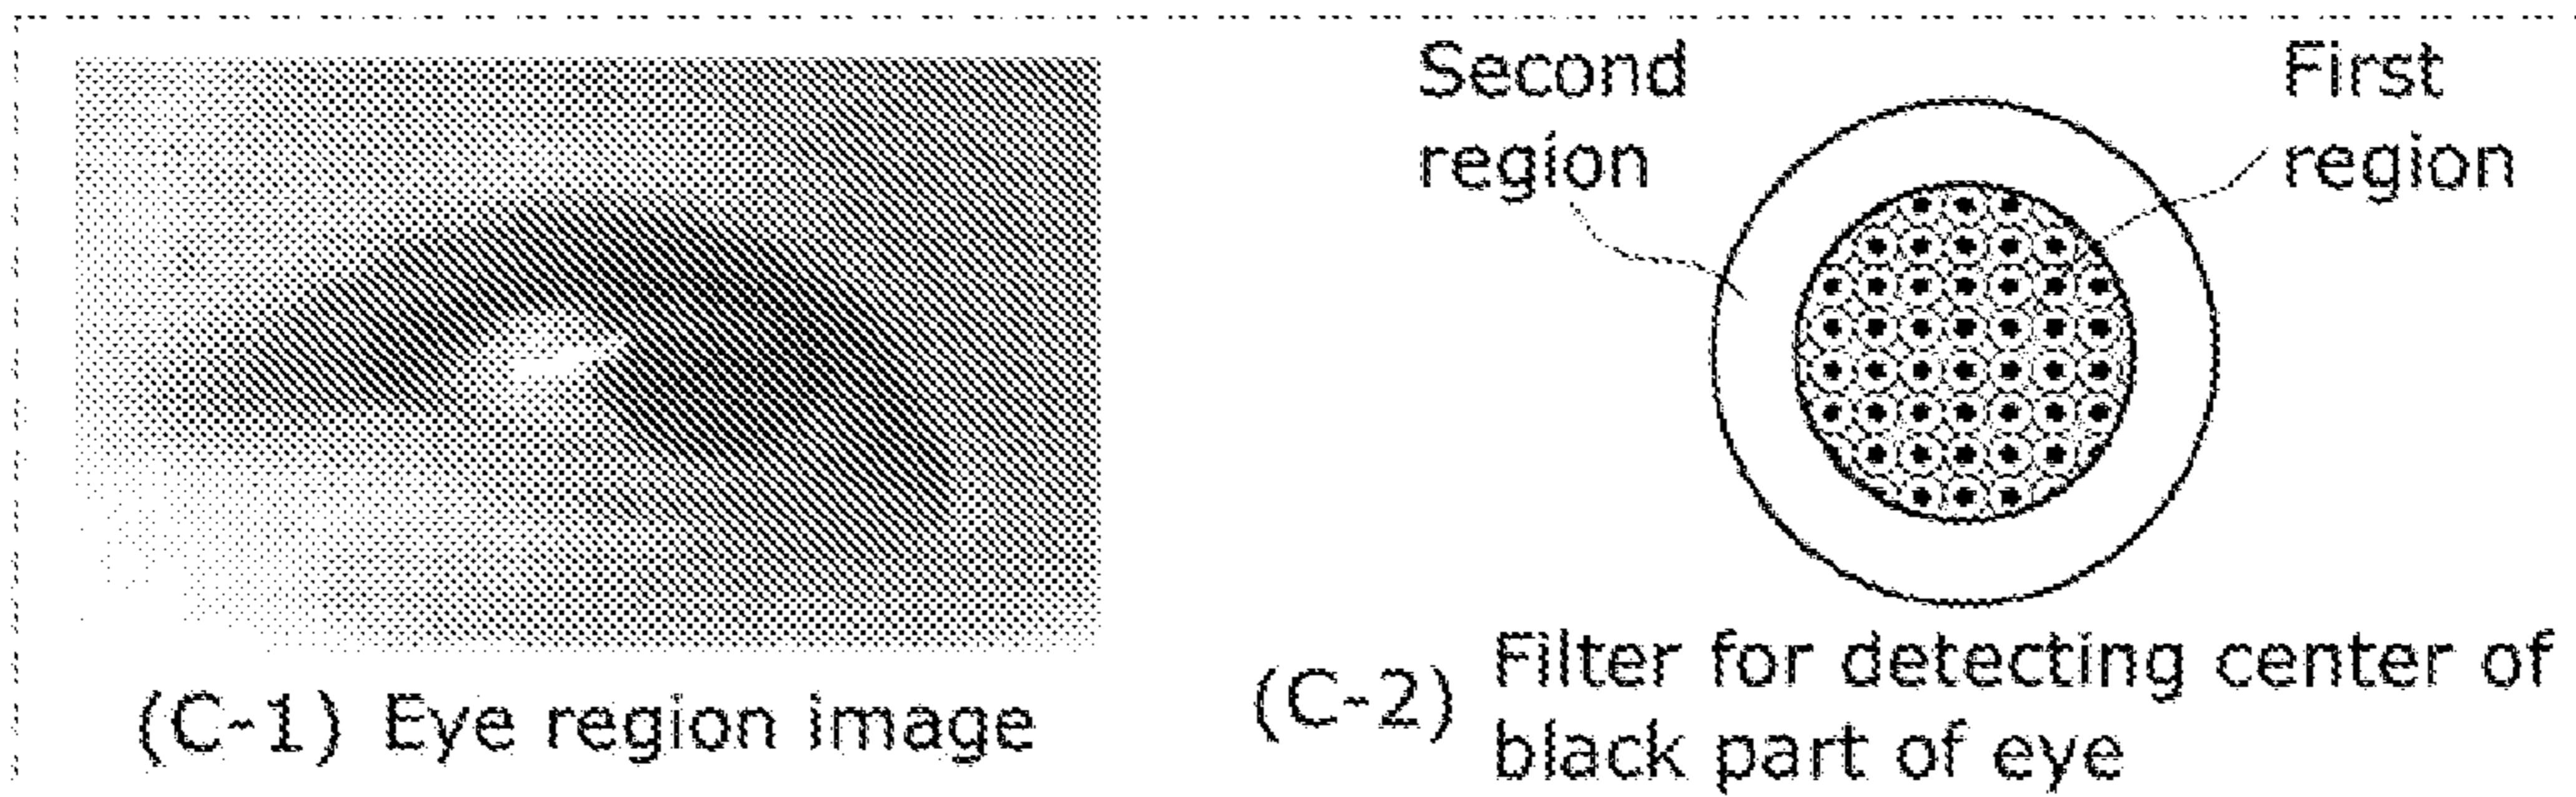 Second
region
First
region
(C-1) Eye region image
(C-2) Filter for detecting center of
black part of eye